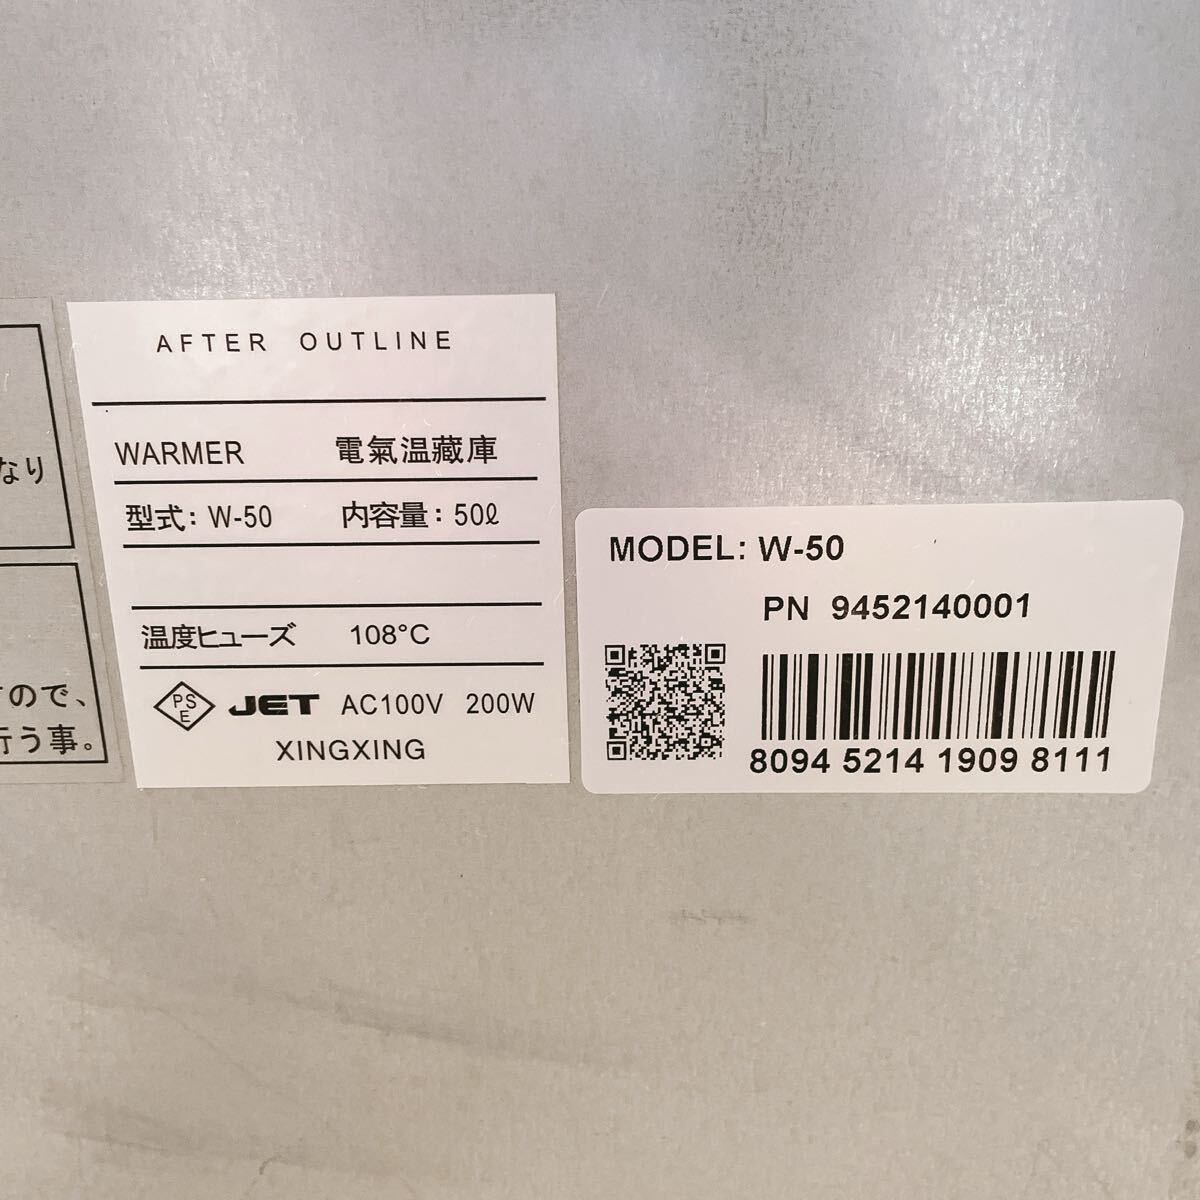 なり
ので、
行う事。
AFTER OUTLINE
WARMER 電氣温藏庫
型式: W-50 内容量: 50ℓ
温度ヒューズ 108°C
PSE JET AC100V 200W
XINGXING
MODEL: W-50
PN 9452140001
8094 5214 1909 8111